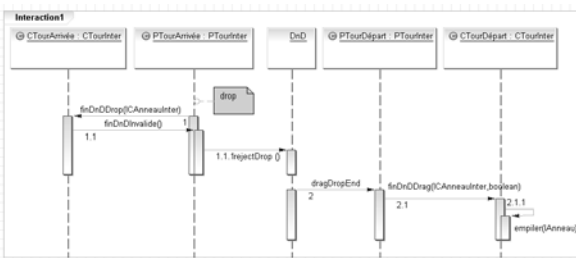 Interaction1
CTourArrivée : CTourInter
PTourArrivée : PTourInter
DnD
PTourDépart : PTourInter
CTourDépart : CTourInter
drop
finDnDDrop(ICAnneauInter)
1
finDnDInvalide()
1.1
1.1.1rejectDrop ()
dragDropEnd
2
finDnDDrag(ICAnneauInter,boolean)
2.1
2.1.1
empiler(IAnneau)